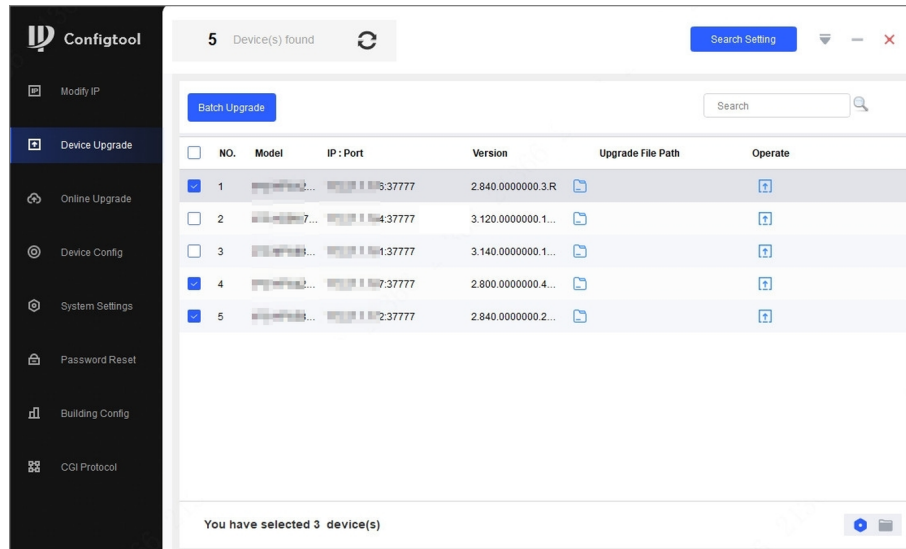 Configtool
5 Device(s) found
Search Setting
Modify IP
Device Upgrade
Online Upgrade
Device Config
System Settings
Password Reset
Building Config
CGI Protocol
Batch Upgrade
Search
NO. Model IP : Port Version Upgrade File Path Operate
1 2... 6:37777 2.840.0000000.3.R
2 7... 4:37777 3.120.0000000.1...
3 ... 1:37777 3.140.0000000.1...
4 2... 7:37777 2.800.0000000.4...
5 ... 2:37777 2.840.0000000.2...
You have selected 3 device(s)